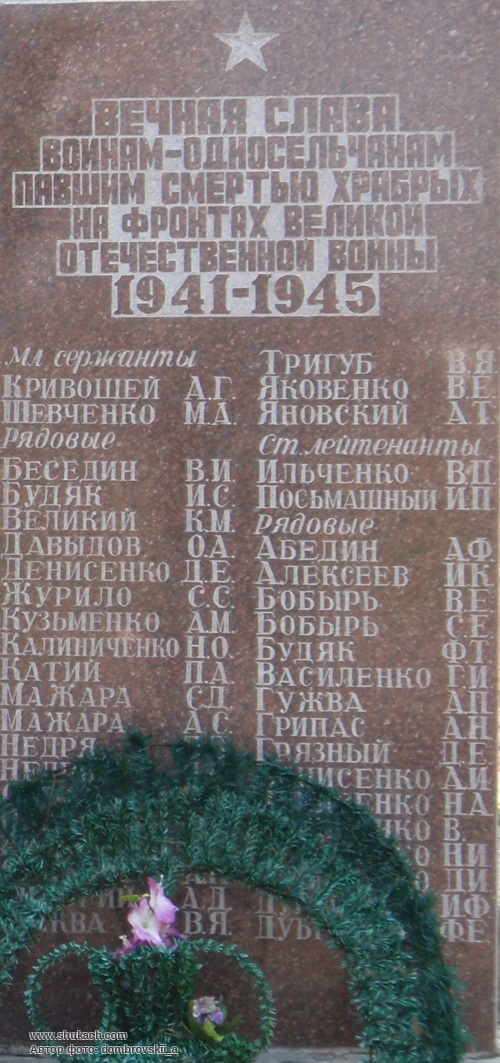 ВЕЧНАЯ СЛАВА
ВОИНАМ-ОДНОСЕЛЬЧАНАМ
ПАВШИМ СМЕРТЬЮ ХРАБРЫХ
НА ФРОНТАХ ВЕЛИКОЙ
ОТЕЧЕСТВЕННОЙ ВОЙНЫ
1941-1945
Мл. сержанты
КРИВОШЕЙ А.Г.
ШЕВЧЕНКО М.А.
Рядовые
БЕСЕДИН В.И.
БУДЯК И.С.
ВЕЛИКИЙ К.М.
ДАВЫДОВ О.А.
ДЕНИСЕНКО Д.Е.
ЖУРИЛО С.С.
КУЗЬМЕНКО А.М.
КАЛИНИЧЕНКО Н.О.
КАТИЙ П.А.
МАЖАРА С.Д.
МАЖАРА А.С.
НЕДРЯ
А.Д.
В.Я.
ТРИГУБ В.Я
ЯКОВЕНКО В.Е
ЯНОВСКИЙ А.Т
Ст. лейтенанты
ИЛЬЧЕНКО В.П
ПОСЬМАШНЫЙ И.П
Рядовые
АБЕДИН А.Ф
АЛЕКСЕЕВ И.К
БОБЫРЬ В.Е
БОБЫРЬ С.Е
БУДЯК Ф.Т
ВАСИЛЕНКО Г.И
ГУЖВА А.П
ГРИПАС А.Н
ГРЯЗНЫЙ Д.Е
А.И
Н.А
В.
Н.И
Д.И
И.Ф
Ф.Е
www.shukach.com
Автор фото: dombrovskii_a